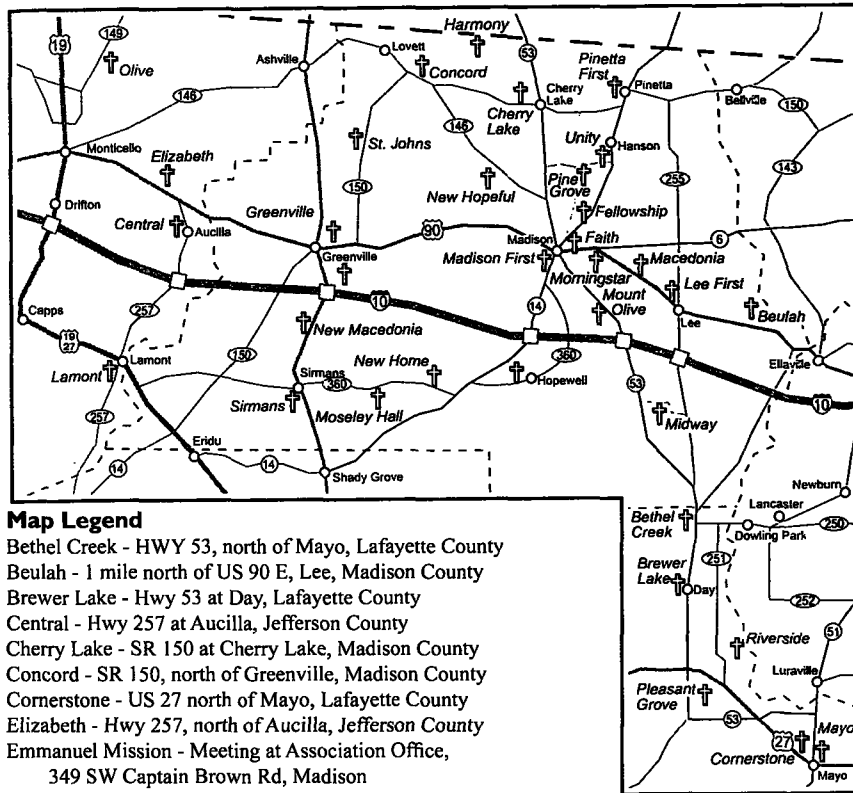 19
149
Olive
Ashville
Lovett
Harmony
Concord
53
Cherry
Lake
Cherry
Lake
Pinetta
First
Pinetta
Bellville
150
146
Monticello
Elizabeth
St. Johns
146
Unity
Hanson
143
Drifton
Central
Aucilla
Greenville
150
New Hopeful
Pine
Grove
255
Fellowship
Greenville
90
Madison
Faith
6
Madison First
Morningstar
Macedonia
Lee First
Mount
Olive
Lee
Beulah
Capps
257
10
14
19
27
New Macedonia
Lamont
Lamont
150
Sirmans
360
New Home
360
Hopewell
Ellaville
53
10
257
Sirmans
Moseley Hall
Midway
Eridu
14
14
Shady Grove
Newburn
Lancaster
Bethel
Creek
Dowling Park
250
251
Brewer
Lake
Day
252
51
Riverside
Luraville
Pleasant
Grove
53
27
Mayo
Cornerstone
Mayo
Map Legend
Bethel Creek - HWY 53, north of Mayo, Lafayette County
Beulah - 1 mile north of US 90 E, Lee, Madison County
Brewer Lake - Hwy 53 at Day, Lafayette County
Central - Hwy 257 at Aucilla, Jefferson County
Cherry Lake - SR 150 at Cherry Lake, Madison County
Concord - SR 150, north of Greenville, Madison County
Cornerstone - US 27 north of Mayo, Lafayette County
Elizabeth - Hwy 257, north of Aucilla, Jefferson County
Emmanuel Mission - Meeting at Association Office,
349 SW Captain Brown Rd, Madison